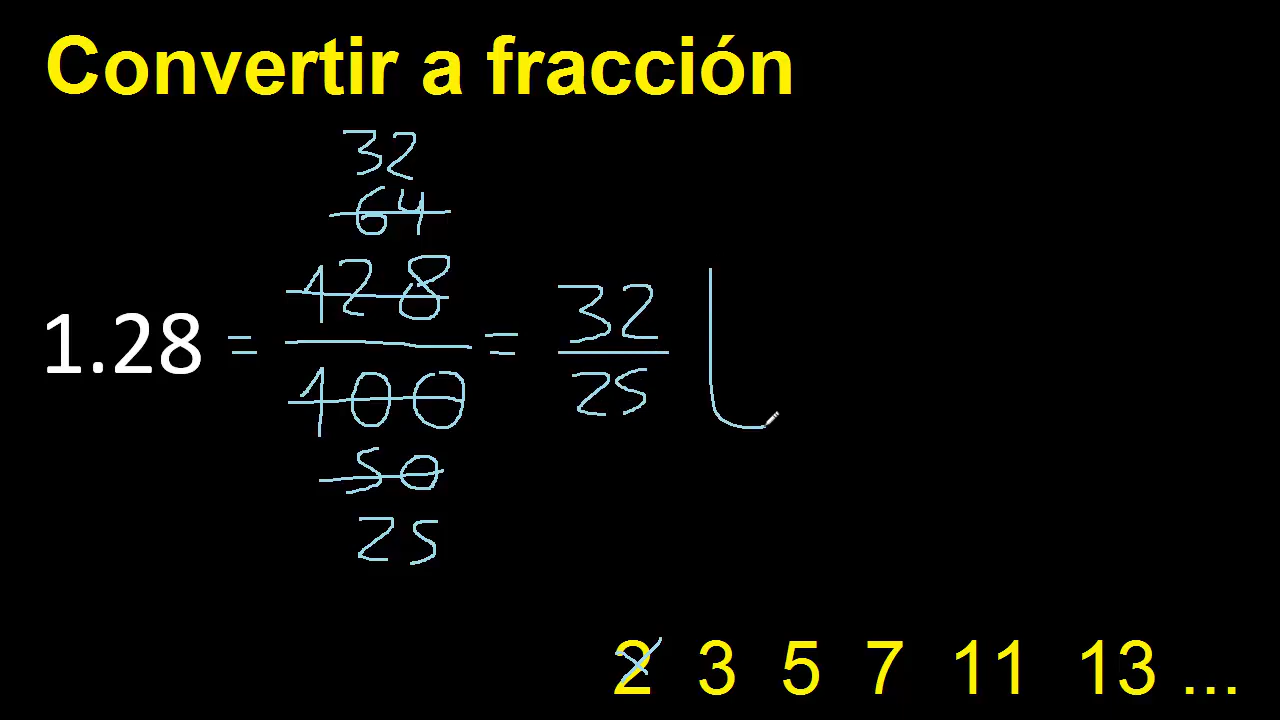 Convertir a fracción
32
64
128
1.28 = = 32
100 25
50
25
2 3 5 7 11 13 ...